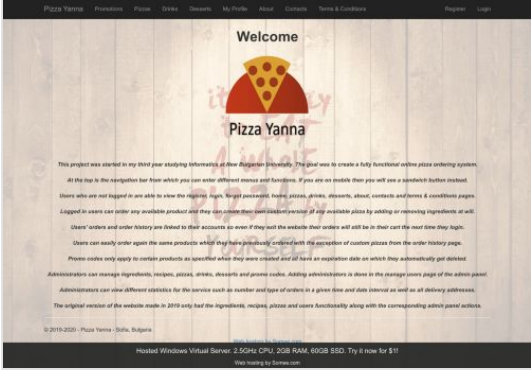 Pizza Yanna Promotions Pizzas Drinks Desserts My Profile About Contacts Terms & Conditions Register Login
Welcome
Pizza Yanna
This project was started in my third year studying Informatics at New Bulgarian University. The goal was to create a fully functional online pizza ordering system.
At the top is the navigation bar from which you can enter different menus and functions. If you are on mobile then you will see a sandwich button instead.
Users who are not logged in are able to view the register, login, forgot password, home, pizzas, drinks, desserts, about, contacts and terms & conditions pages.
Logged in users can order any available product and they can create their own custom version of any available pizza by adding or removing ingredients at will.
Users' orders and order history are linked to their accounts so even if they exit the website their orders will still be in their cart the next time they login.
Users can easily order again the same products which they have previously ordered with the exception of custom pizzas from the order history page.
Promo codes only apply to certain products as specified when they were created and all have an expiration date on which they automatically get deleted.
Administrators can manage ingredients, recipes, pizzas, drinks, desserts and promo codes. Adding administrators is done in the manage users page of the admin panel.
Administrators can view different statistics for the service such as number and type of orders in a given time and date interval as well as all delivery addresses.
The original version of the website made in 2019 only had the ingredients, recipes, pizzas and users functionality along with the corresponding admin panel actions.
© 2019-2020 - Pizza Yanna - Sofia, Bulgaria
Web hosting by Somee.com
Hosted Windows Virtual Server. 2.5GHz CPU, 2GB RAM, 60GB SSD. Try it now for $1!
Web hosting by Somee.com